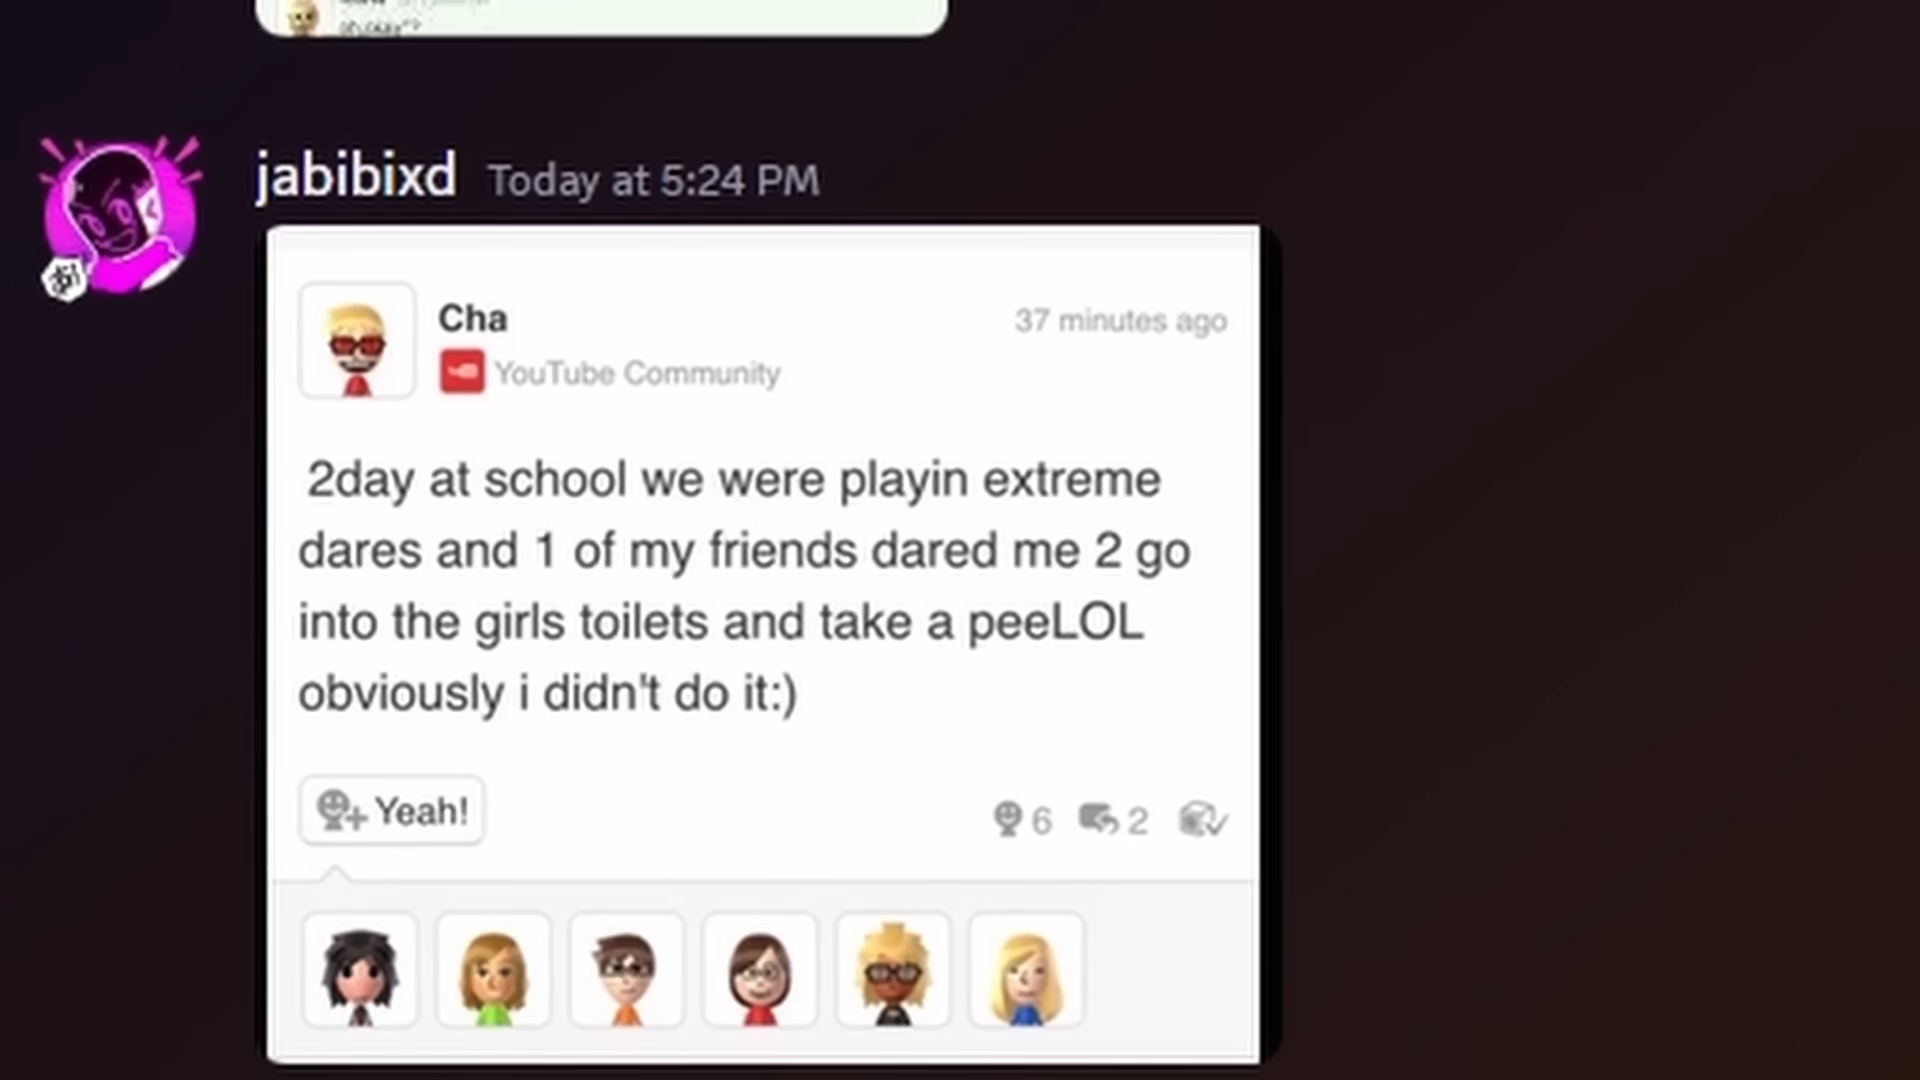 jabibixd Today at 5:24 PM
Cha 37 minutes ago
YouTube Community
2day at school we were playin extreme
dares and 1 of my friends dared me 2 go
into the girls toilets and take a peeLOL
obviously i didn't do it:)
Yeah! 6 2